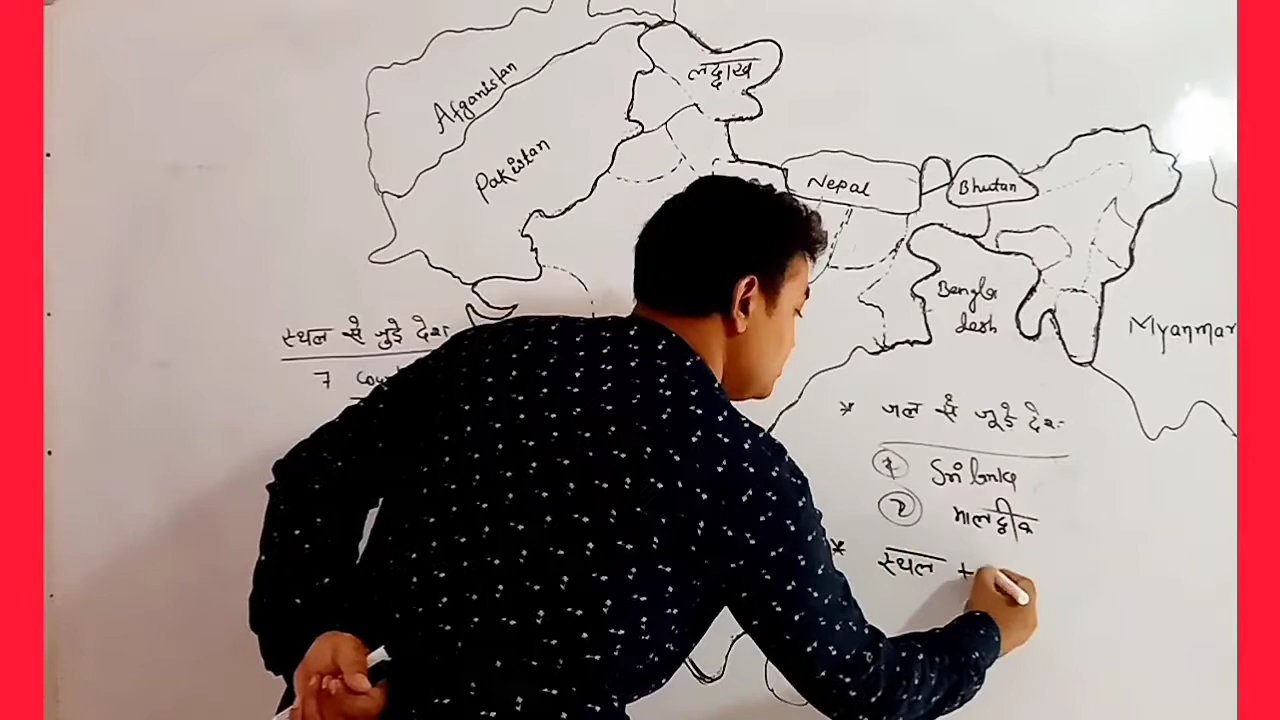 Afganistan
लद्दाख
Pakistan
Nepal
Bhutan
Bengla
desh
Myanmar
स्थल से जुड़े देश
7
* जल से जूड़े देश
1 Sri lanka
2 मालद्वीव
* स्थल +